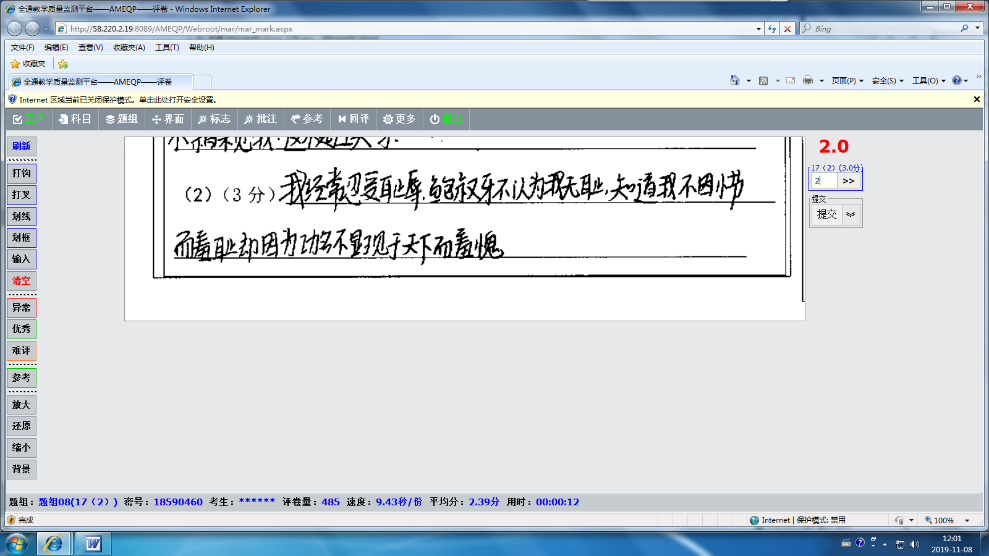 全通教学质量监测平台——AMEQP——评卷 - Windows Internet Explorer
http://58.220.2.19:8089/AMEQP/Webroot/mar/mar_mark.aspx
Bing
文件(F) 编辑(E) 查看(V) 收藏夹(A) 工具(T) 帮助(H)
收藏夹
全通教学质量监测平台——AMEQP——评卷
页面(P) 安全(S) 工具(O)
Internet 区域当前已关闭保护模式。单击此处打开安全设置。
科目 题组 界面 标志 批注 参考 回评 更多
刷新
打钩
打叉
划线
划框
输入
清空
异常
优秀
难评
参考
放大
还原
缩小
背景
(2)(3分)我经常忍受耻辱,鲍叔牙不认为我无耻,知道我不因小节
而羞耻却因为功名不显现于天下而羞愧
2.0
17(2)(3.0分)
2 >>
提交
提交
题组:题组08(17(2)) 密号:18590460 考生:****** 评卷量:485 速度:9.43秒/份 平均分:2.39分 用时:00:00:12
完成
Internet | 保护模式: 禁用
100%
12:01
2019-11-08